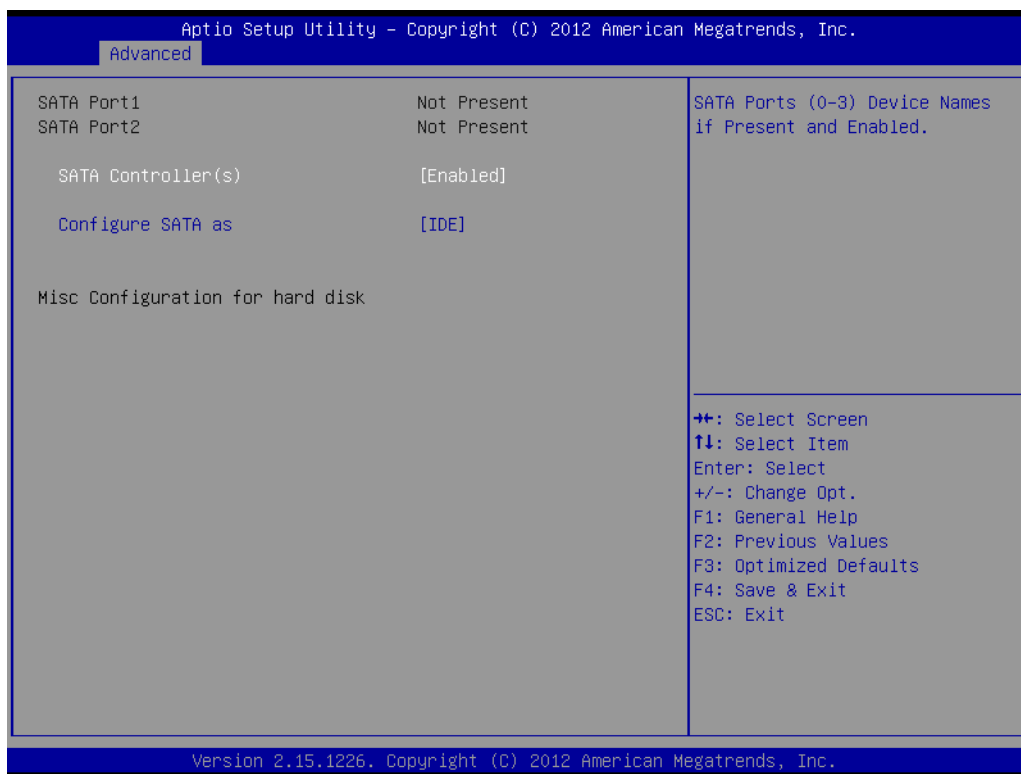 Aptio Setup Utility – Copyright (C) 2012 American Megatrends, Inc.
Advanced
SATA Port1 Not Present
SATA Port2 Not Present
SATA Controller(s) [Enabled]
Configure SATA as [IDE]
Misc Configuration for hard disk
SATA Ports (0-3) Device Names
if Present and Enabled.
→←: Select Screen
↑↓: Select Item
Enter: Select
+/-: Change Opt.
F1: General Help
F2: Previous Values
F3: Optimized Defaults
F4: Save & Exit
ESC: Exit
Version 2.15.1226. Copyright (C) 2012 American Megatrends, Inc.